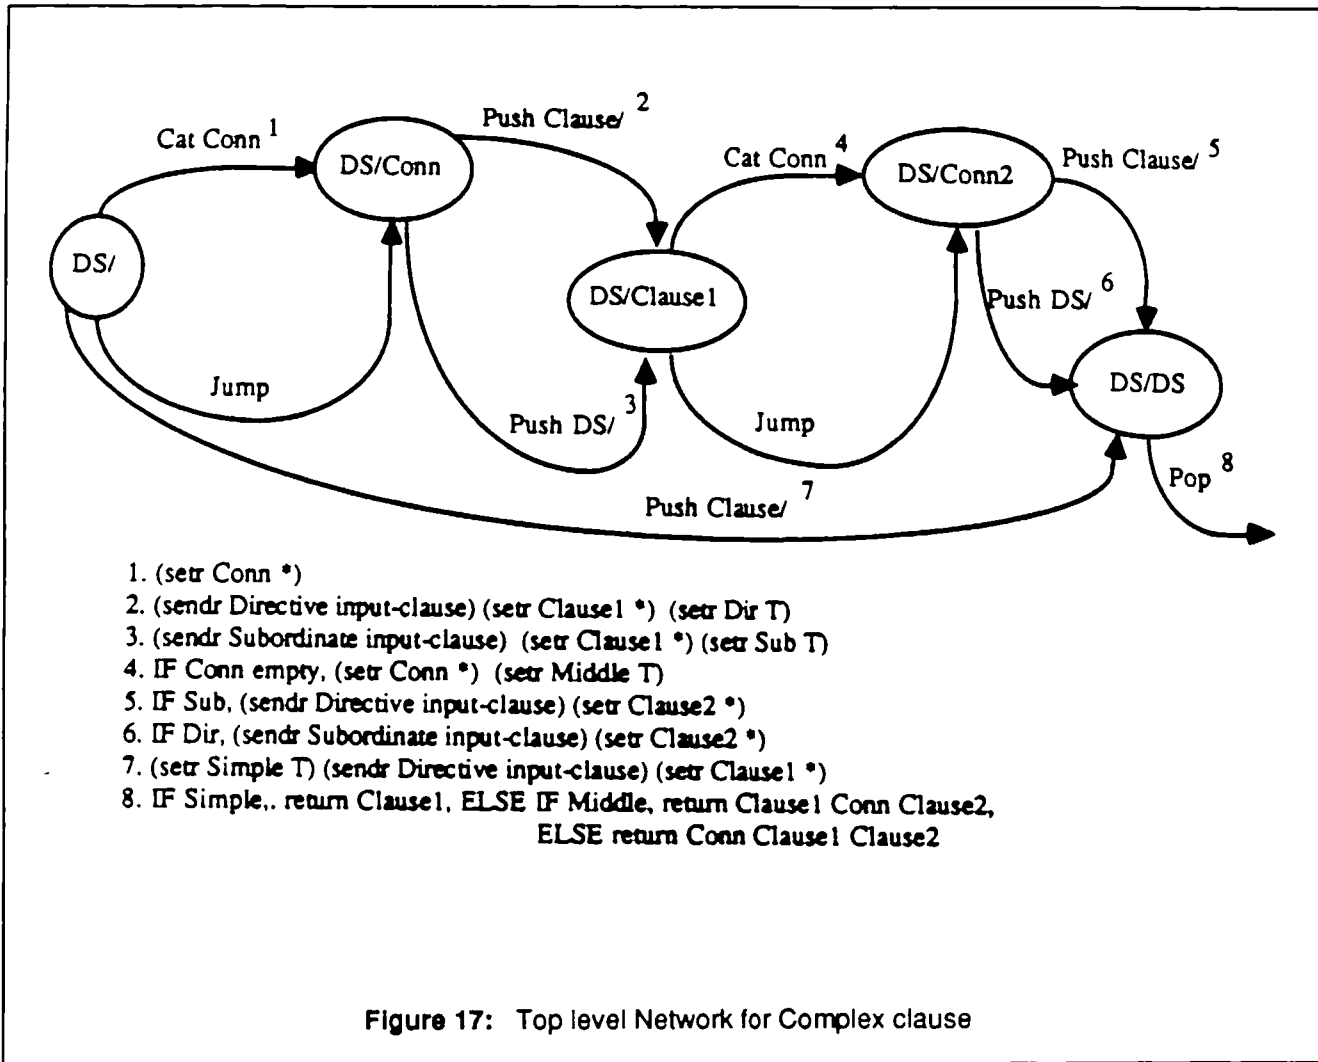 Cat Conn 1
Push Clause/ 2
DS/Conn
Cat Conn 4
DS/Conn2
Push Clause/ 5
DS/
DS/Clause1
Push DS/ 6
Jump
Push DS/ 3
Jump
DS/DS
Push Clause/ 7
Pop 8
1. (setr Conn *)
2. (sendr Directive input-clause) (setr Clause1 *) (setr Dir T)
3. (sendr Subordinate input-clause) (setr Clause1 *) (setr Sub T)
4. IF Conn empty, (setr Conn *) (setr Middle T)
5. IF Sub, (sendr Directive input-clause) (setr Clause2 *)
6. IF Dir, (sendr Subordinate input-clause) (setr Clause2 *)
7. (setr Simple T) (sendr Directive input-clause) (setr Clause1 *)
8. IF Simple,. return Clause1, ELSE IF Middle, return Clause1 Conn Clause2,
ELSE return Conn Clause1 Clause2
Figure 17: Top level Network for Complex clause